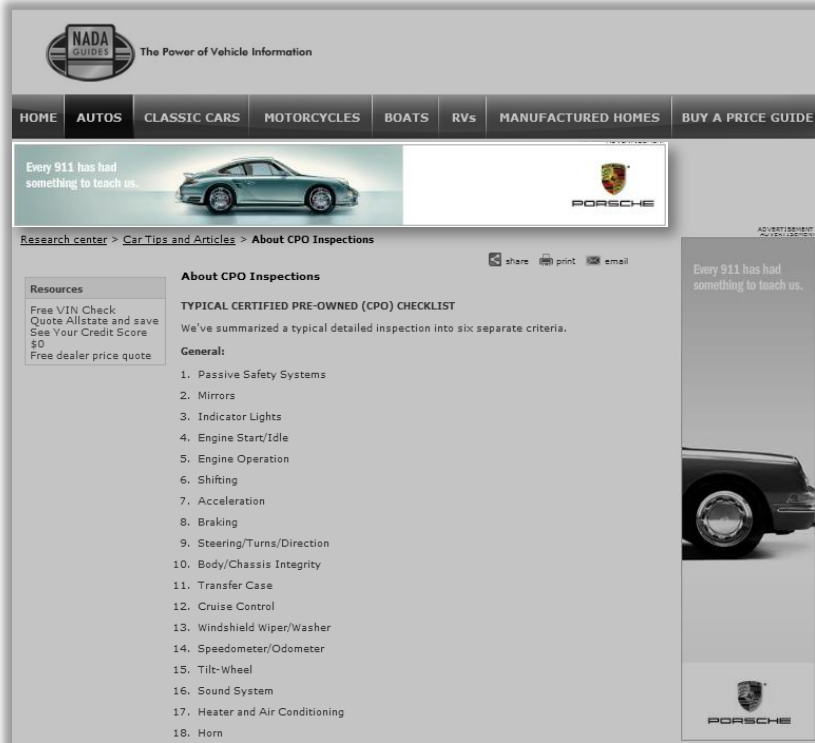 NADA
GUIDES
The Power of Vehicle Information
HOME AUTOS CLASSIC CARS MOTORCYCLES BOATS RVs MANUFACTURED HOMES BUY A PRICE GUIDE
Every 911 has had
something to teach us.
PORSCHE
ADVERTISEMENT
Research center > Car Tips and Articles > About CPO Inspections
share print email
Resources
Free VIN Check
Quote Allstate and save
See Your Credit Score
$0
Free dealer price quote
About CPO Inspections
TYPICAL CERTIFIED PRE-OWNED (CPO) CHECKLIST
We've summarized a typical detailed inspection into six separate criteria.
General:
1. Passive Safety Systems
2. Mirrors
3. Indicator Lights
4. Engine Start/Idle
5. Engine Operation
6. Shifting
7. Acceleration
8. Braking
9. Steering/Turns/Direction
10. Body/Chassis Integrity
11. Transfer Case
12. Cruise Control
13. Windshield Wiper/Washer
14. Speedometer/Odometer
15. Tilt-Wheel
16. Sound System
17. Heater and Air Conditioning
18. Horn
Every 911 has had
something to teach us.
PORSCHE